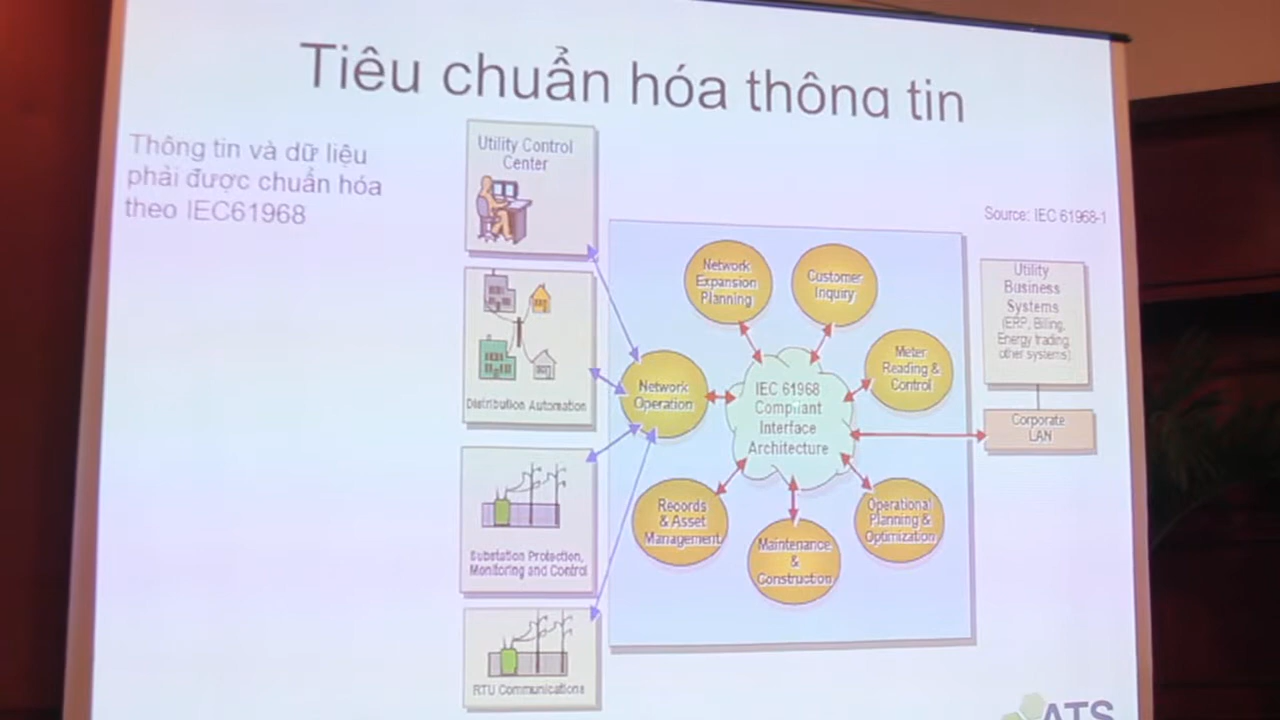 Tiêu chuẩn hóa thông tin
Thông tin và dữ liệu
phải được chuẩn hóa
theo IEC61968
Utility Control
Center
Distribution Automation
Substation Protection,
Monitoring and Control
RTU Communications
Network
Operation
Network
Expansion
Planning
Customer
Inquiry
Meter
Reading &
Control
IEC 61968
Compliant
Interface
Architecture
Records
& Asset
Management
Maintenance
&
Construction
Operational
Planning &
Optimization
Source: IEC 61968-1
Utility
Business
Systems
(ERP, Billing,
Energy trading,
other systems)
Corporate
LAN
ATS